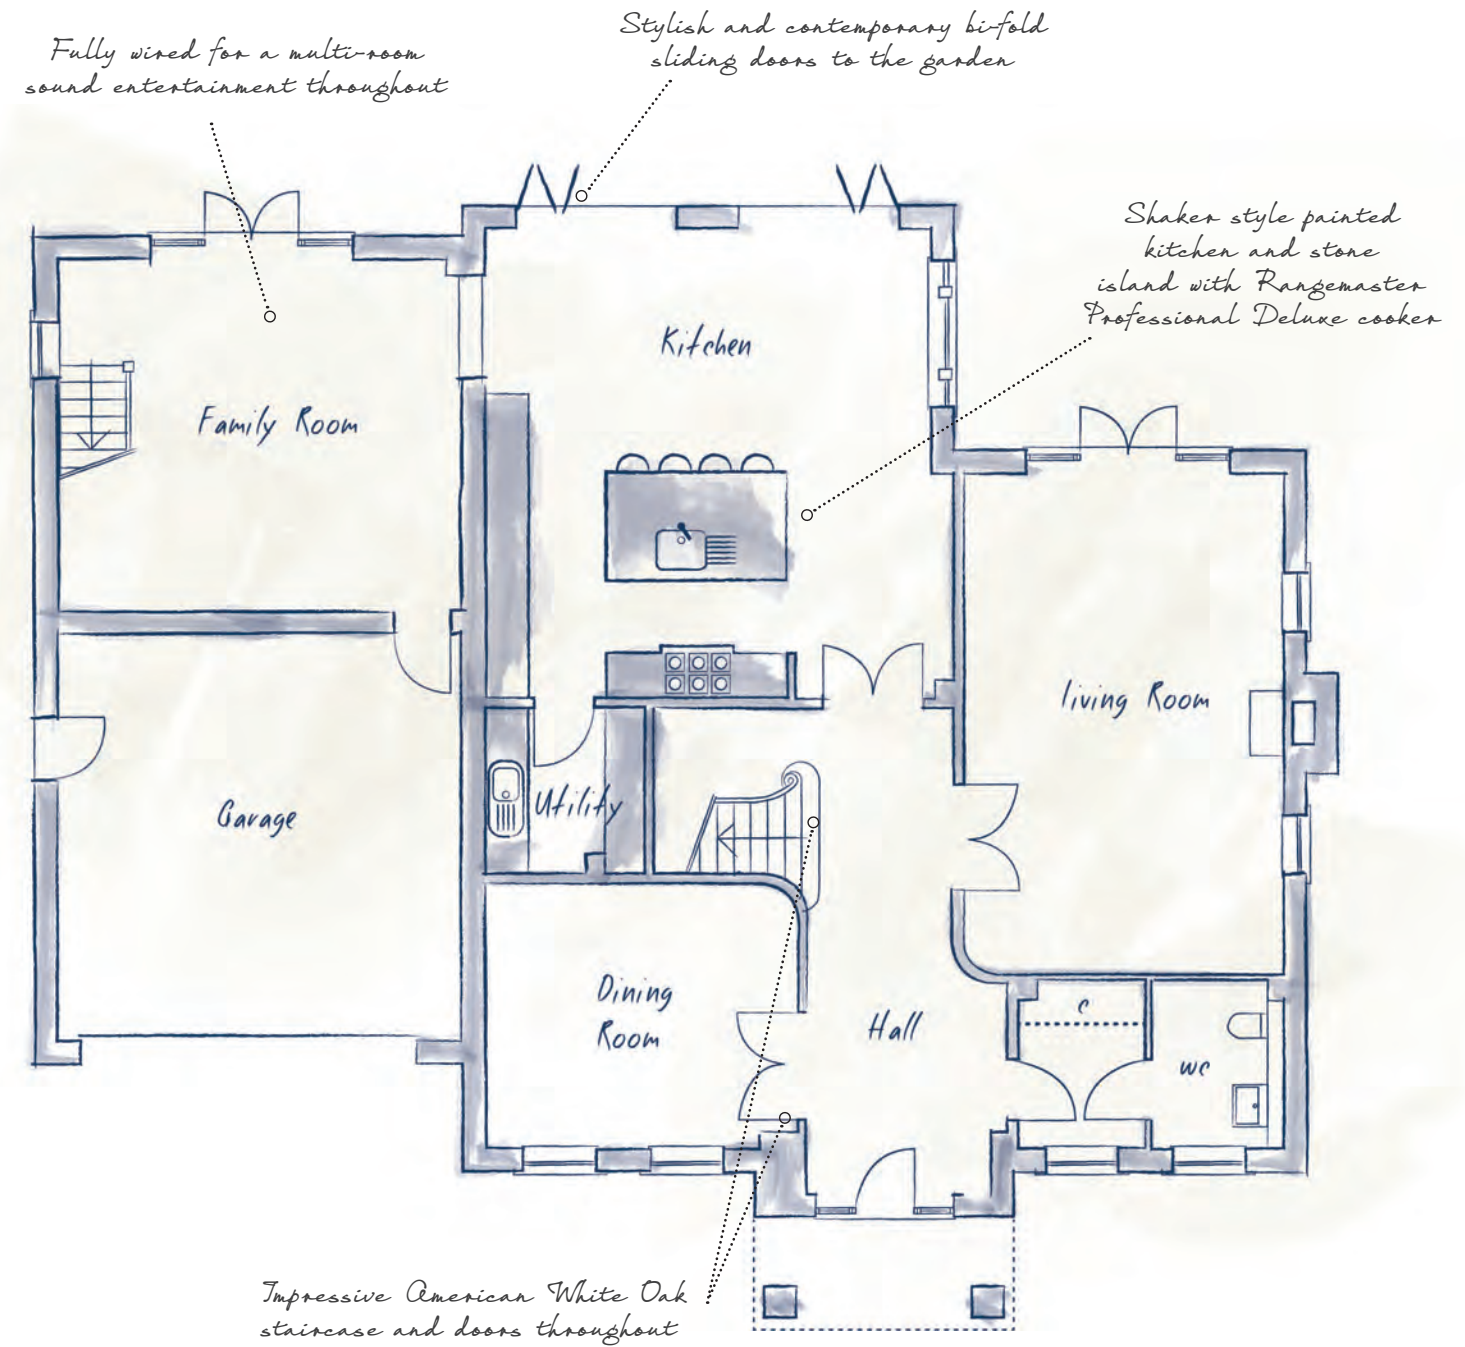 Stylish and contemporary bi-fold
sliding doors to the garden
Fully wired for a multi-room
sound entertainment throughout
Shaker style painted
kitchen and stone
island with Rangemaster
Professional Deluxe cooker
Kitchen
Family Room
living Room
Utility
Garage
Dining
Room
Hall
c
wc
Impressive American White Oak
staircase and doors throughout